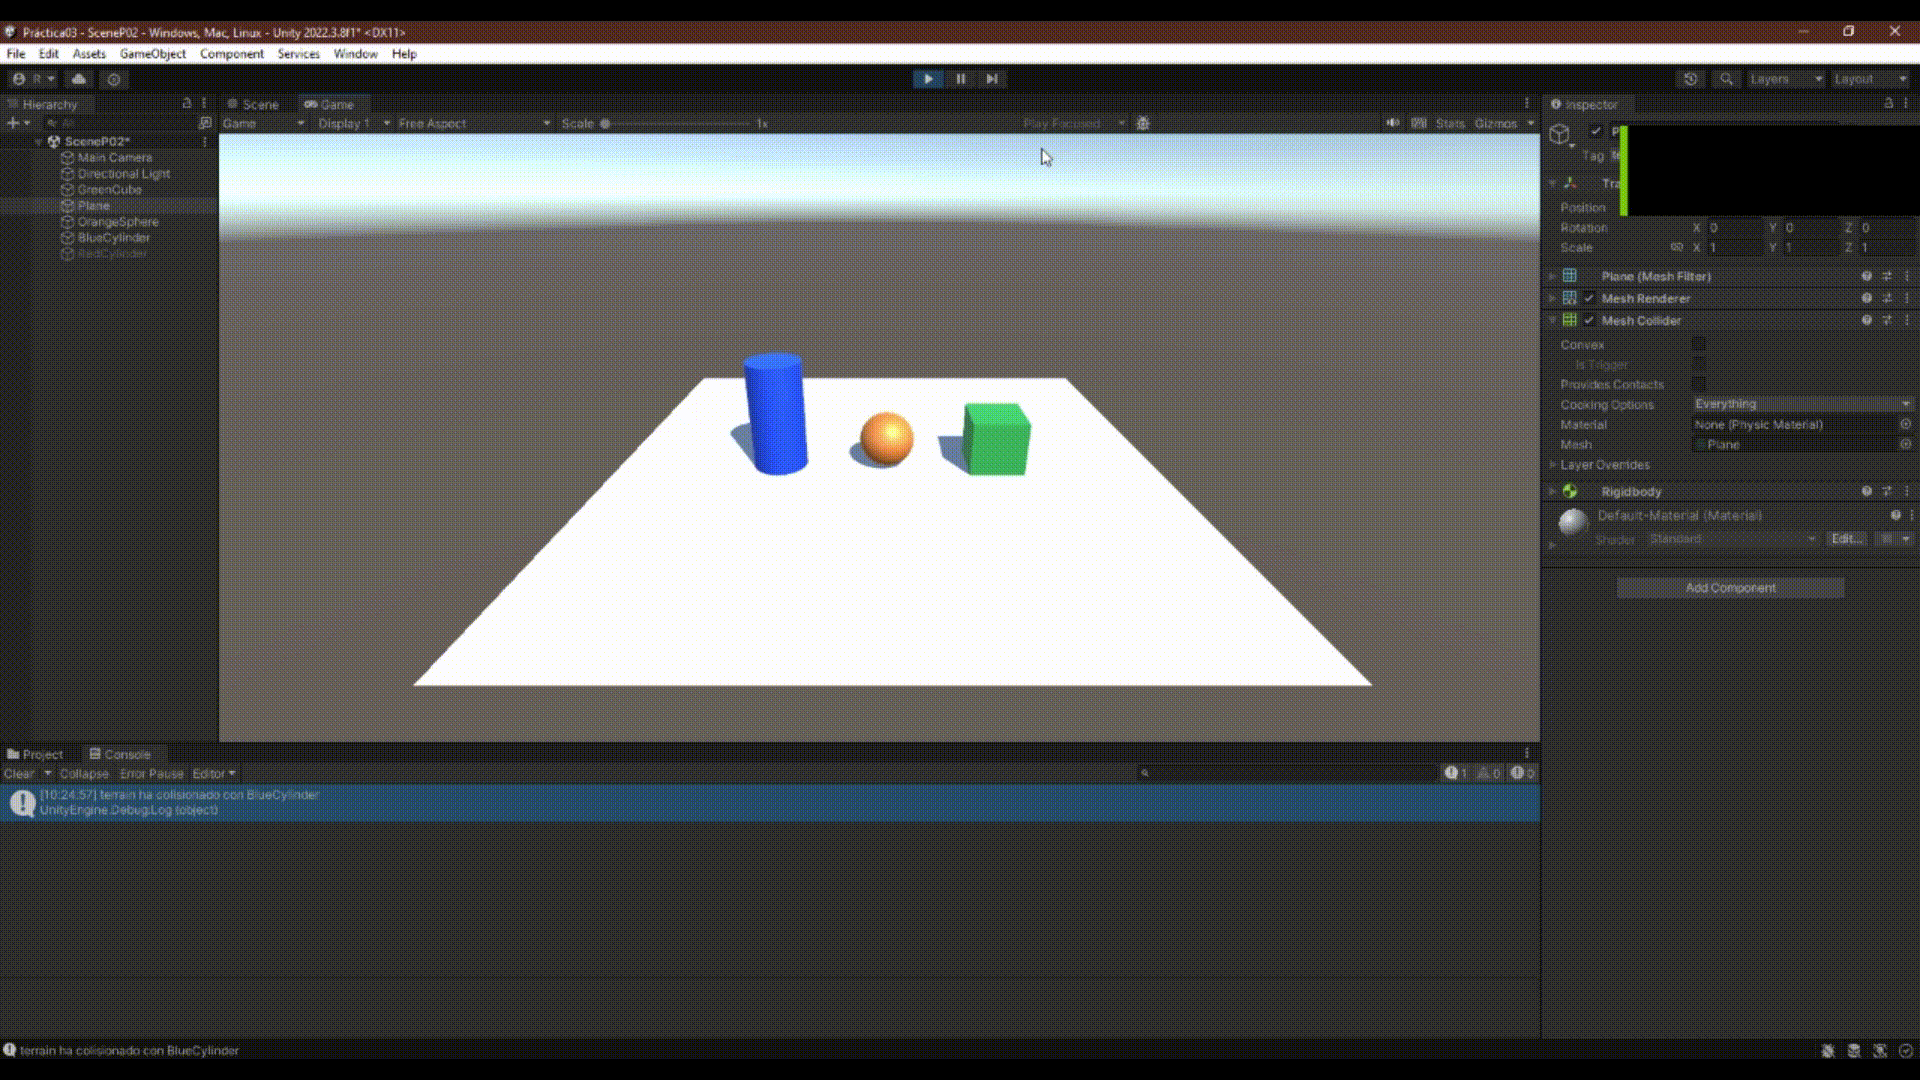 Práctica03 - SceneP02 - Windows, Mac, Linux - Unity 2022.3.8f1* <DX11>
File Edit Assets GameObject Component Services Window Help
R Layers Layout
Hierarchy Scene Game Inspector
All Game Display 1 Free Aspect Scale 1x Play Focused Stats Gizmos
SceneP02*
Main Camera
Directional Light
GreenCube
Plane
OrangeSphere
BlueCylinder
RedCylinder
P
Tag
Tra
Position
Rotation X 0 Y 0 Z 0
Scale X 1 Y 1 Z 1
Plane (Mesh Filter)
Mesh Renderer
Mesh Collider
Convex
Is Trigger
Provides Contacts
Cooking Options Everything
Material None (Physic Material)
Mesh Plane
Layer Overrides
Rigidbody
Default-Material (Material)
Shader Standard Edit...
Add Component
Project Console
Clear Collapse Error Pause Editor 1 0 0
[10:24:57] terrain ha colisionado con BlueCylinder
UnityEngine.Debug:Log (object)
terrain ha colisionado con BlueCylinder